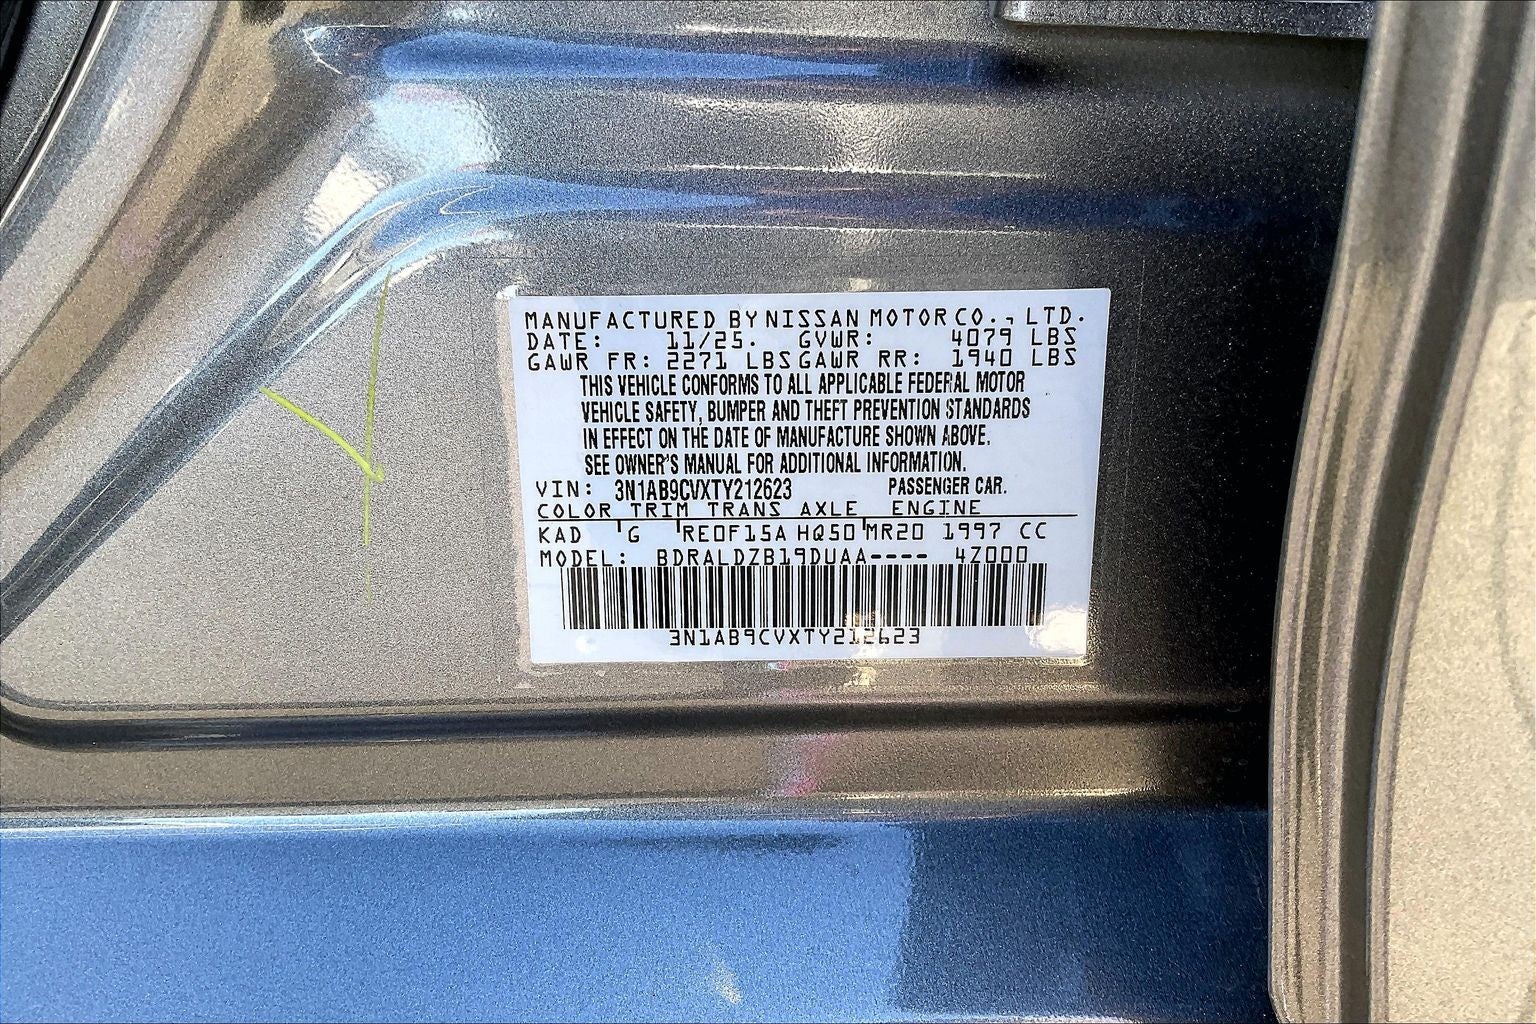 MANUFACTURED BY NISSAN MOTOR CO., LTD.
DATE: 11/25. GVWR: 4079 LBS
GAWR FR: 2271 LBS GAWR RR: 1940 LBS
THIS VEHICLE CONFORMS TO ALL APPLICABLE FEDERAL MOTOR
VEHICLE SAFETY, BUMPER AND THEFT PREVENTION STANDARDS
IN EFFECT ON THE DATE OF MANUFACTURE SHOWN ABOVE.
SEE OWNER'S MANUAL FOR ADDITIONAL INFORMATION.
VIN: 3N1AB9CVXTY212623 PASSENGER CAR.
COLOR TRIM TRANS AXLE ENGINE
KAD G RE0F15A HQ50 MR20 1997 CC
MODEL: BDRALDZB19DUAA---- 4Z000
3N1AB9CVXTY212623